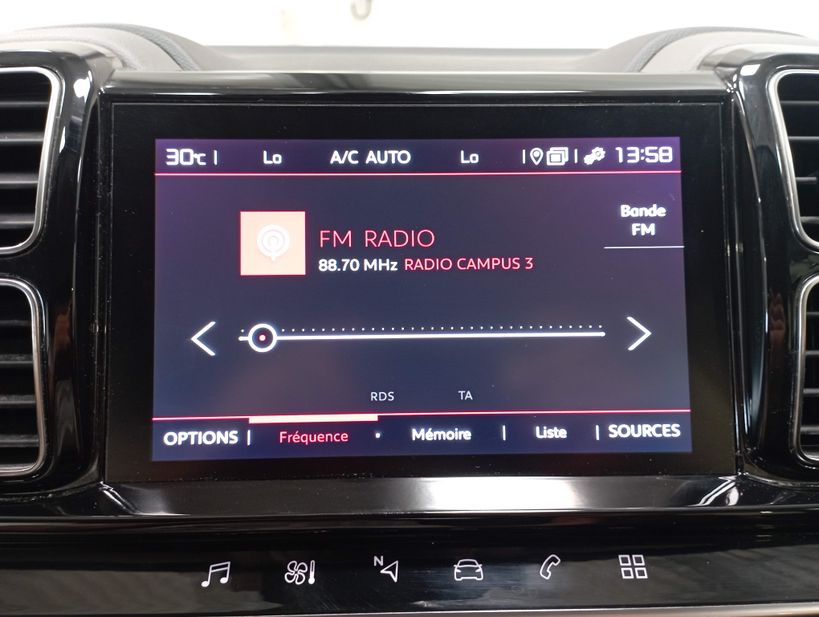 30°C Lo A/C AUTO Lo 13:58
Bande
FM
FM RADIO
88.70 MHz RADIO CAMPUS 3
RDS TA
OPTIONS Fréquence Mémoire Liste SOURCES
N